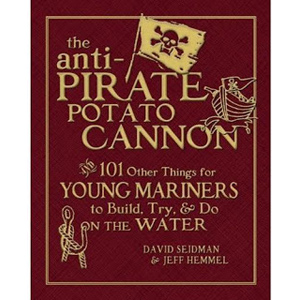 the
anti-
PIRATE
POTATO
CANNON
& 101 Other Things for
YOUNG MARINERS
to Build, Try, & Do
ON THE WATER
DAVID SEIDMAN
& JEFF HEMMEL